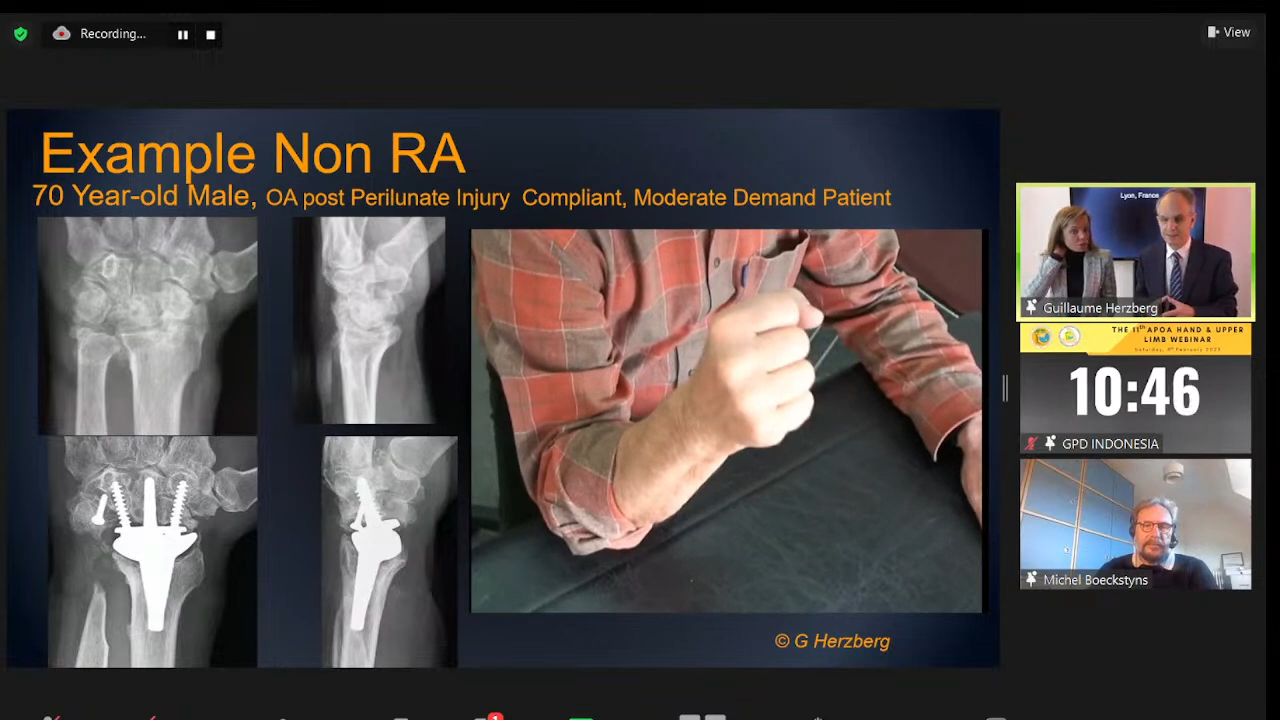 Recording...
View
Example Non RA
70 Year-old Male, OA post Perilunate Injury Compliant, Moderate Demand Patient
© G Herzberg
Lyon, France
Guillaume Herzberg
THE 11th APOA HAND & UPPER
LIMB WEBINAR
10:46
GPD INDONESIA
Michel Boeckstyns
1